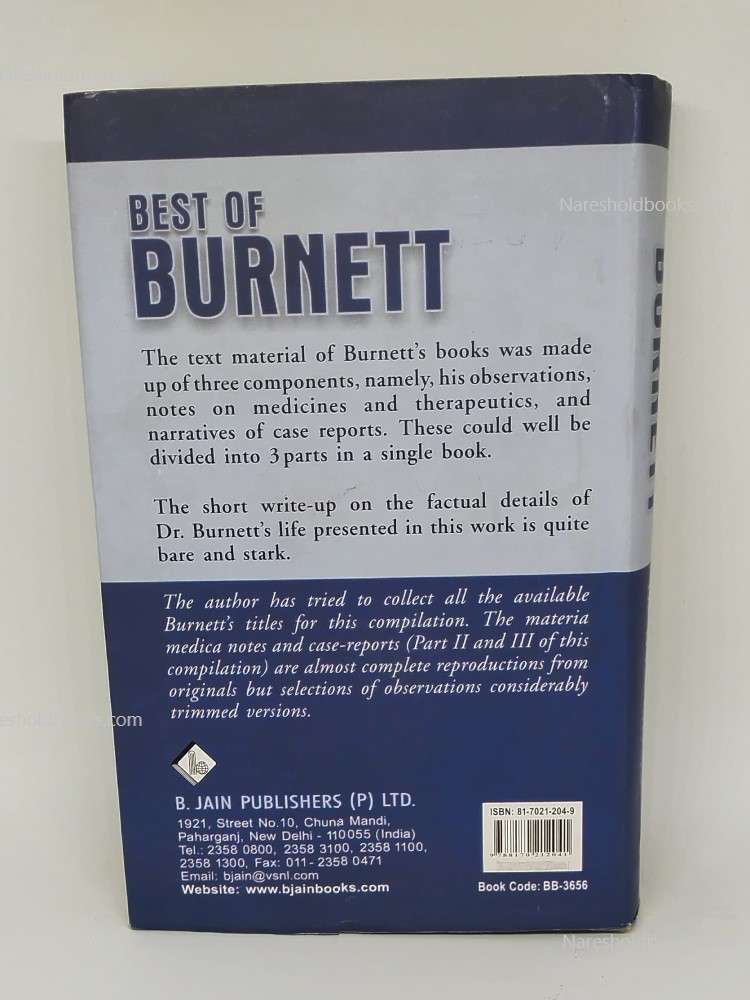 Naresholdbooks.com
BEST OF
BURNETT
BURNETT
The text material of Burnett's books was made
up of three components, namely, his observations,
notes on medicines and therapeutics, and
narratives of case reports. These could well be
divided into 3 parts in a single book.
The short write-up on the factual details of
Dr. Burnett's life presented in this work is quite
bare and stark.
The author has tried to collect all the available
Burnett's titles for this compilation. The materia
medica notes and case-reports (Part II and III of this
compilation) are almost complete reproductions from
originals but selections of observations considerably
trimmed versions.
esholdbooks.com
B. JAIN PUBLISHERS (P) LTD.
1921, Street No.10, Chuna Mandi,
Paharganj, New Delhi - 110055 (India)
Tel.: 2358 0800, 2358 3100, 2358 1100,
2358 1300, Fax: 011- 2358 0471
Email: bjain@vsnl.com
Website: www.bjainbooks.com
ISBN: 81-7021-204-9
9 788170 212041
Book Code: BB-3656